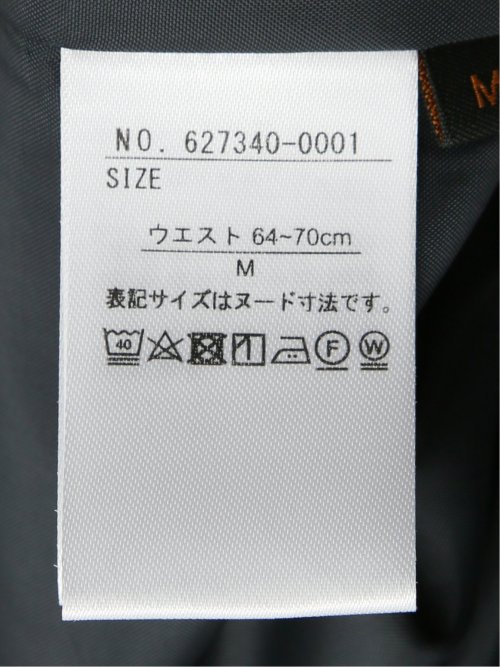 NO. 627340-0001
SIZE
ウエスト 64~70cm
M
表記サイズはヌード寸法です。
40 F W
M